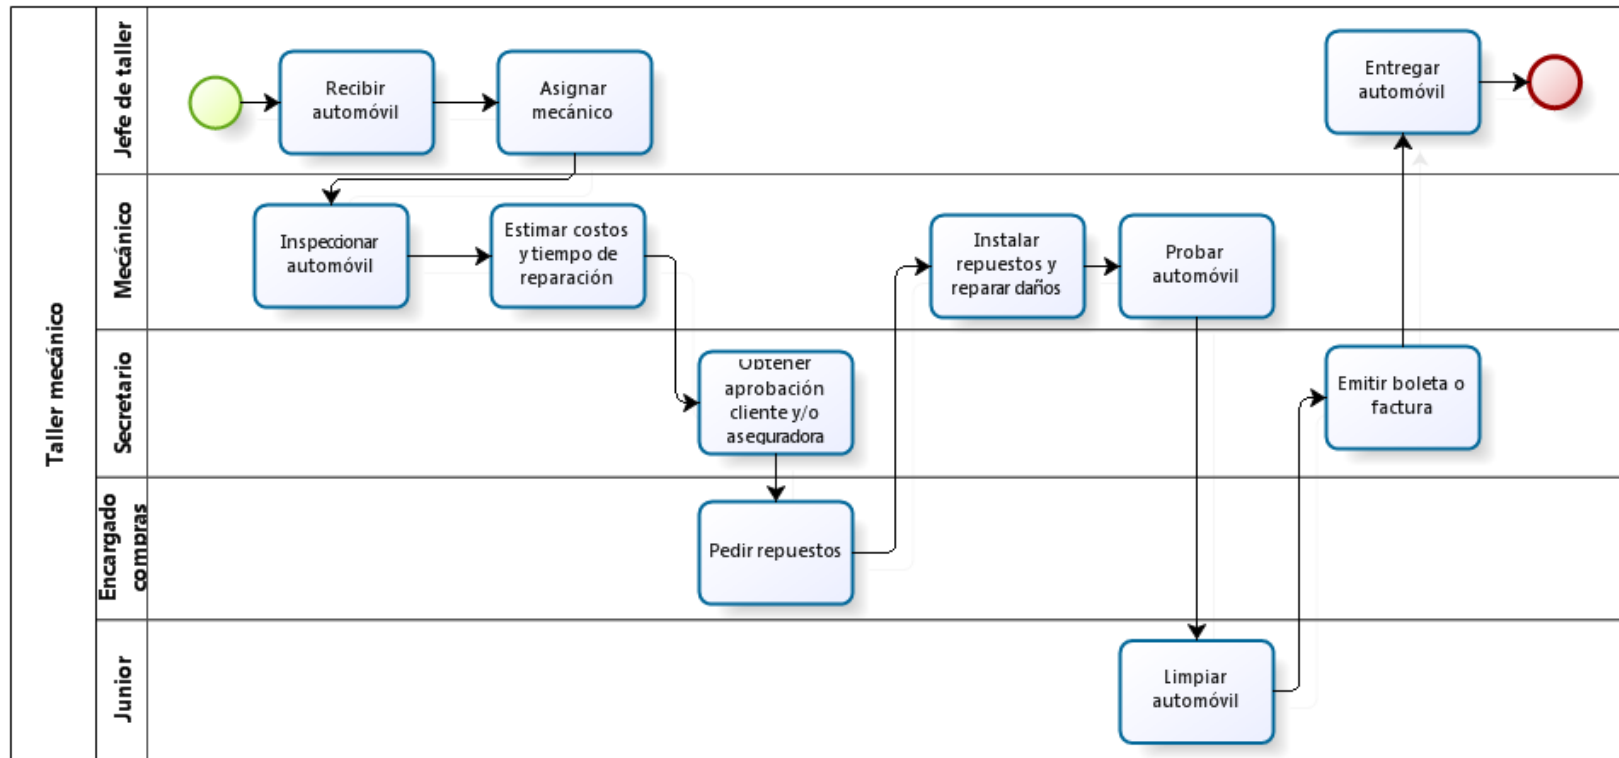 Taller mecánico
Jefe de taller
Recibir
automóvil
Asignar
mecánico
Entregar
automóvil
Mecánico
Inspeccionar
automóvil
Estimar costos
y tiempo de
reparación
Instalar
repuestos y
reparar daños
Probar
automóvil
Secretario
Obtener
aprobación
cliente y/o
aseguradora
Emitir boleta o
factura
Encargado
compras
Pedir repuestos
Junior
Limpiar
automóvil